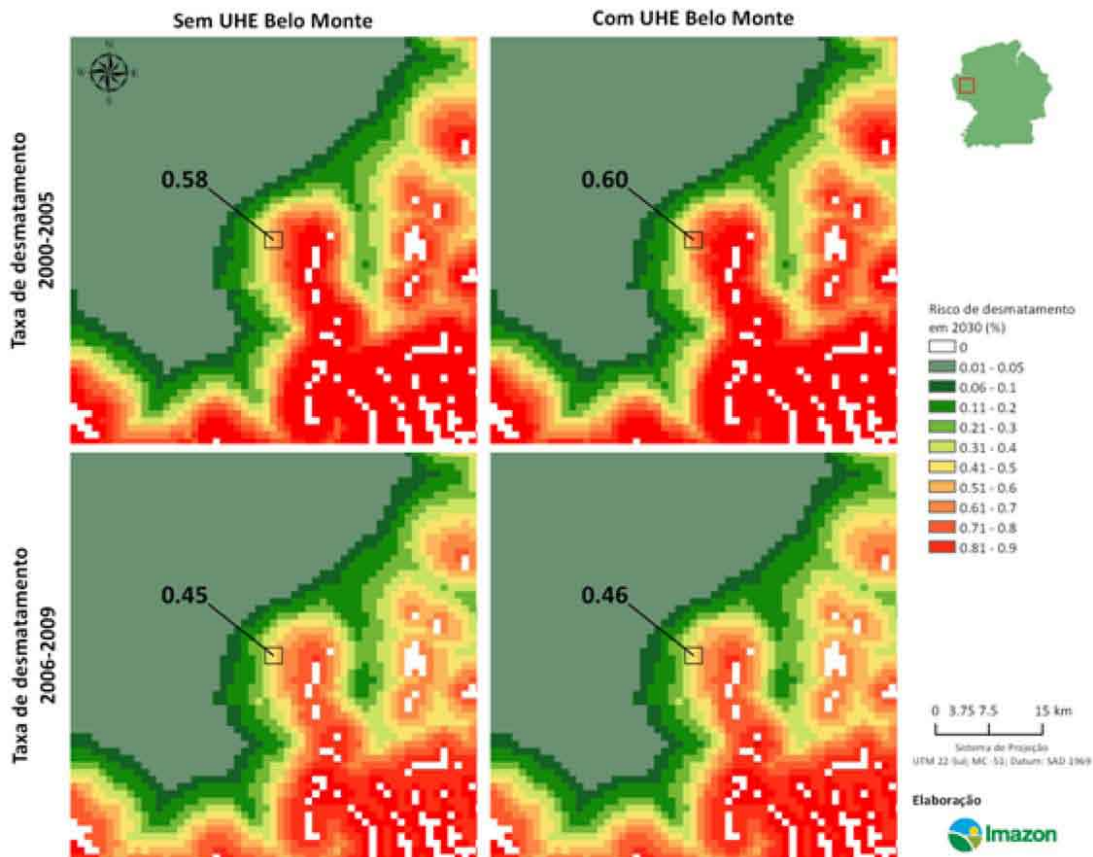 Sem UHE Belo Monte
Com UHE Belo Monte
Taxa de desmatamento
2000-2005
N
E
S
0.58
0.60
Taxa de desmatamento
2006-2009
0.45
0.46
Risco de desmatamento
em 2030 (%)
0
0.01 - 0.05
0.06 - 0.1
0.11 - 0.2
0.21 - 0.3
0.31 - 0.4
0.41 - 0.5
0.51 - 0.6
0.61 - 0.7
0.71 - 0.8
0.81 - 0.9
0 3.75 7.5 15 km
Sistema de Projeção
UTM 22-Sul; MC -51; Datum: SAD 1969
Elaboração
Imazon